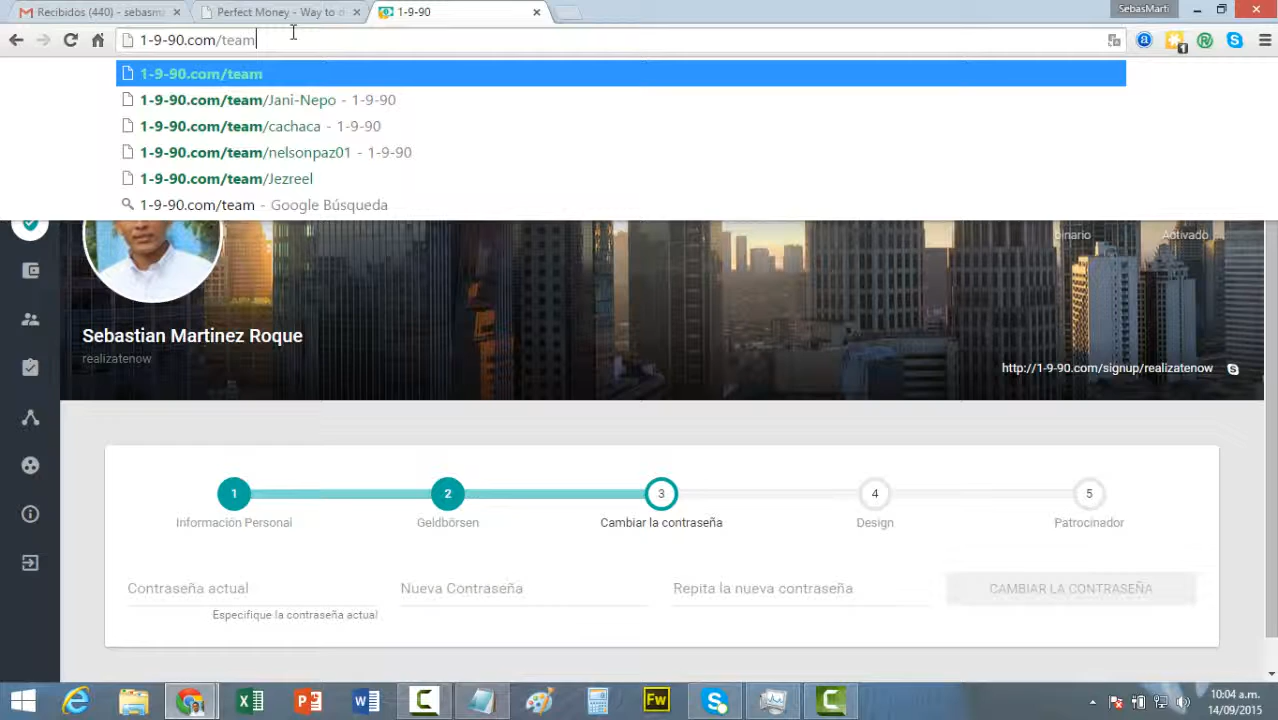 Recibidos (440) - sebasm
Perfect Money - Way to d
1-9-90
SebasMarti
1-9-90.com/team
1
1-9-90.com/team
1-9-90.com/team/Jani-Nepo - 1-9-90
1-9-90.com/team/cachaca - 1-9-90
1-9-90.com/team/nelsonpaz01 - 1-9-90
1-9-90.com/team/Jezreel
1-9-90.com/team - Google Búsqueda
Activado
Sebastian Martinez Roque
realizatenow
http://1-9-90.com/signup/realizatenow
1 2 3 4 5
Información Personal Geldbörsen Cambiar la contraseña Design Patrocinador
Contraseña actual Nueva Contraseña Repita la nueva contraseña CAMBIAR LA CONTRASEÑA
Especifique la contraseña actual
Fw
10:04 a.m.
14/09/2015